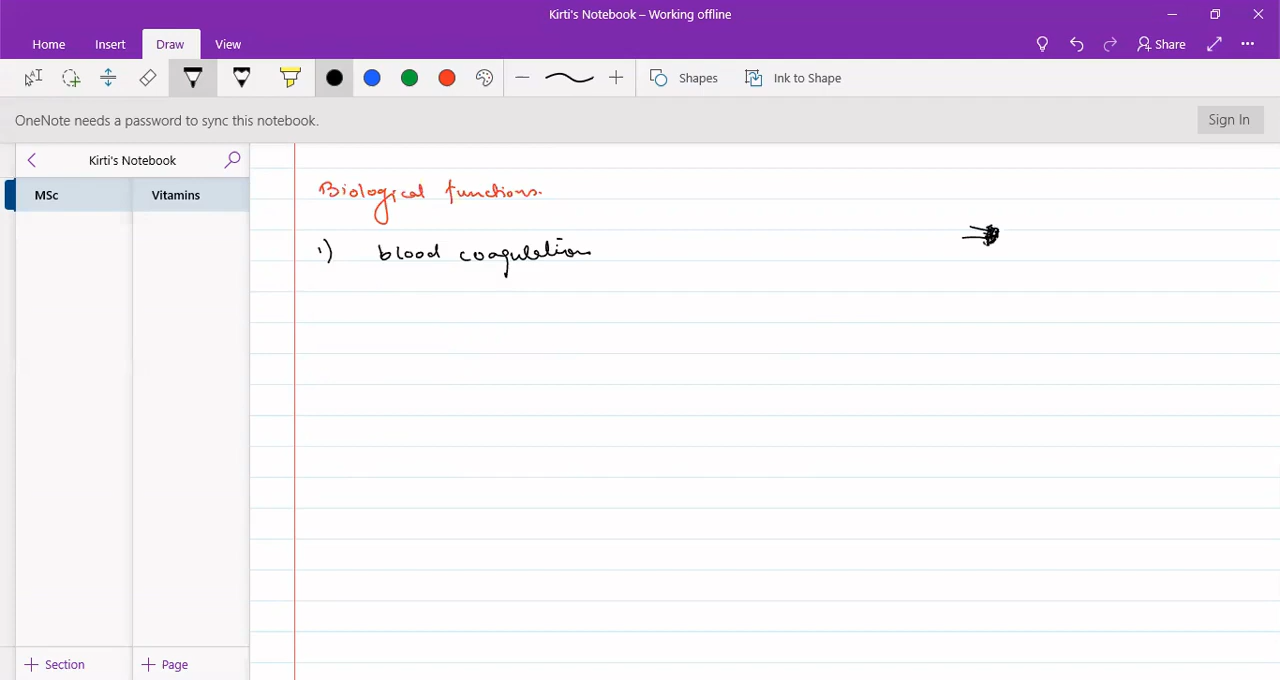 Kirti's Notebook – Working offline
Home Insert Draw View Share
Shapes Ink to Shape
OneNote needs a password to sync this notebook. Sign In
Kirti's Notebook
MSc Vitamins
Biological functions.
1) blood coagulation
Section Page